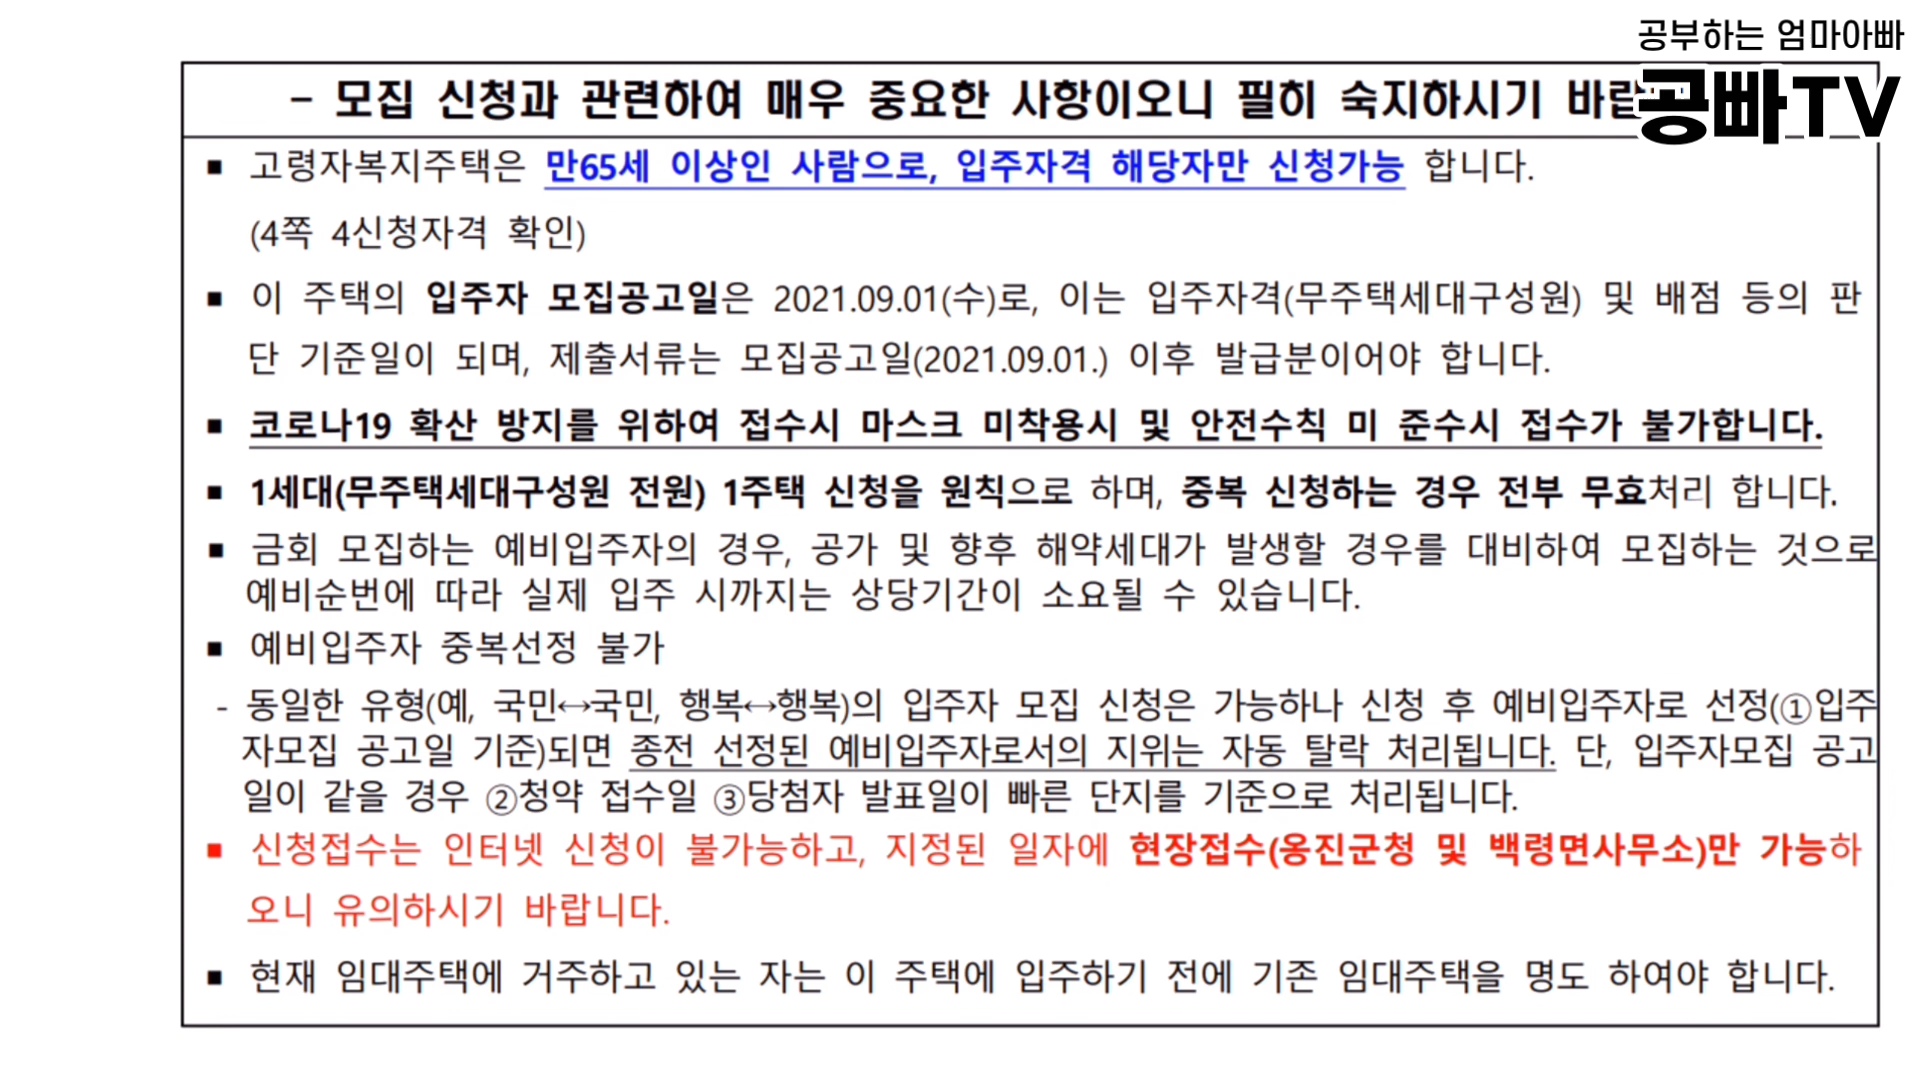 공부하는 엄마아빠
공빠TV
- 모집 신청과 관련하여 매우 중요한 사항이오니 필히 숙지하시기
▪ 고령자복지주택은 만65세 이상인 사람으로, 입주자격 해당자만 신청가능 합니다.
(4쪽 4신청자격 확인)
▪ 이 주택의 입주자 모집공고일은 2021.09.01(수)로, 이는 입주자격(무주택세대구성원) 및 배점 등의 판
단 기준일이 되며, 제출서류는 모집공고일(2021.09.01.) 이후 발급분이어야 합니다.
▪ 코로나19 확산 방지를 위하여 접수시 마스크 미착용시 및 안전수칙 미 준수시 접수가 불가합니다.
▪ 1세대(무주택세대구성원 전원) 1주택 신청을 원칙으로 하며, 중복 신청하는 경우 전부 무효처리 합니다.
▪ 금회 모집하는 예비입주자의 경우, 공가 및 향후 해약세대가 발생할 경우를 대비하여 모집하는 것으로
예비순번에 따라 실제 입주 시까지는 상당기간이 소요될 수 있습니다.
▪ 예비입주자 중복선정 불가
- 동일한 유형(예, 국민↔국민, 행복↔행복)의 입주자 모집 신청은 가능하나 신청 후 예비입주자로 선정(①입주
자모집 공고일 기준)되면 종전 선정된 예비입주자로서의 지위는 자동 탈락 처리됩니다. 단, 입주자모집 공고
일이 같을 경우 ②청약 접수일 ③당첨자 발표일이 빠른 단지를 기준으로 처리됩니다.
▪ 신청접수는 인터넷 신청이 불가능하고, 지정된 일자에 현장접수(옹진군청 및 백령면사무소)만 가능하
오니 유의하시기 바랍니다.
▪ 현재 임대주택에 거주하고 있는 자는 이 주택에 입주하기 전에 기존 임대주택을 명도 하여야 합니다.